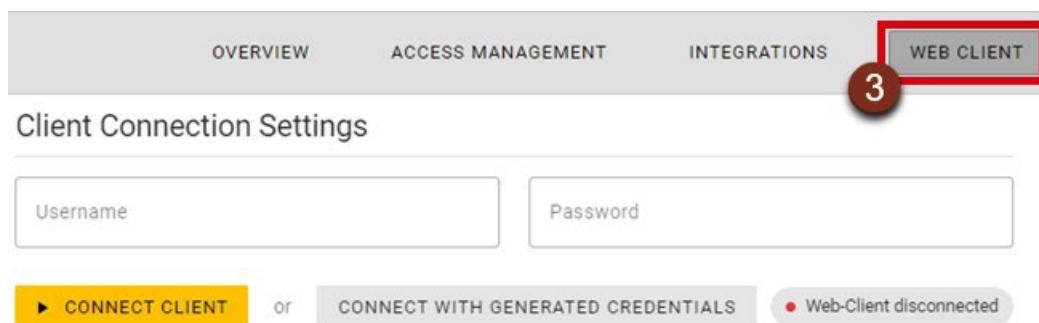 OVERVIEW ACCESS MANAGEMENT INTEGRATIONS WEB CLIENT
3
Client Connection Settings
Username Password
CONNECT CLIENT or CONNECT WITH GENERATED CREDENTIALS Web-Client disconnected